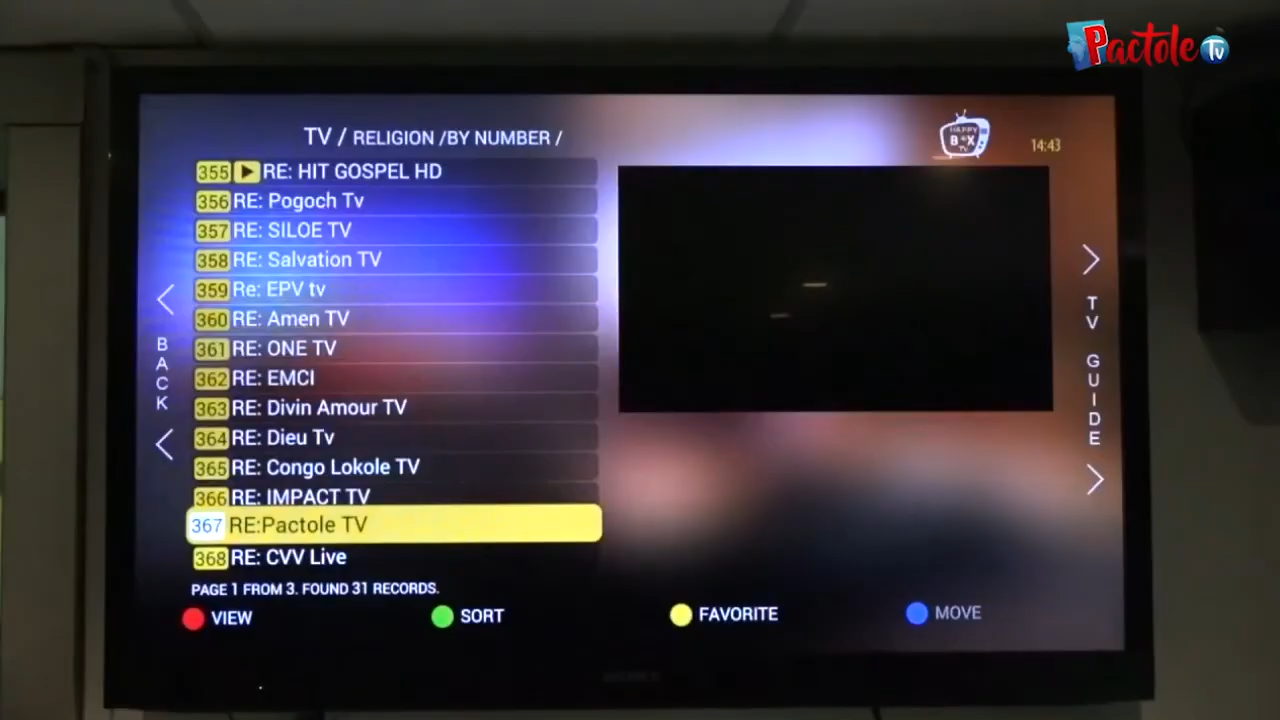 Pactole Tv
TV / RELIGION /BY NUMBER /
HAPPY
B X
TV
14:43
355 RE: HIT GOSPEL HD
356 RE: Pogoch Tv
357 RE: SILOE TV
358 RE: Salvation TV
359 Re: EPV tv
360 RE: Amen TV
361 RE: ONE TV
362 RE: EMCI
363 RE: Divin Amour TV
364 RE: Dieu Tv
365 RE: Congo Lokole TV
366 RE: IMPACT TV
367 RE:Pactole TV
368 RE: CVV Live
BACK
TV GUIDE
PAGE 1 FROM 3. FOUND 31 RECORDS.
VIEW SORT FAVORITE MOVE